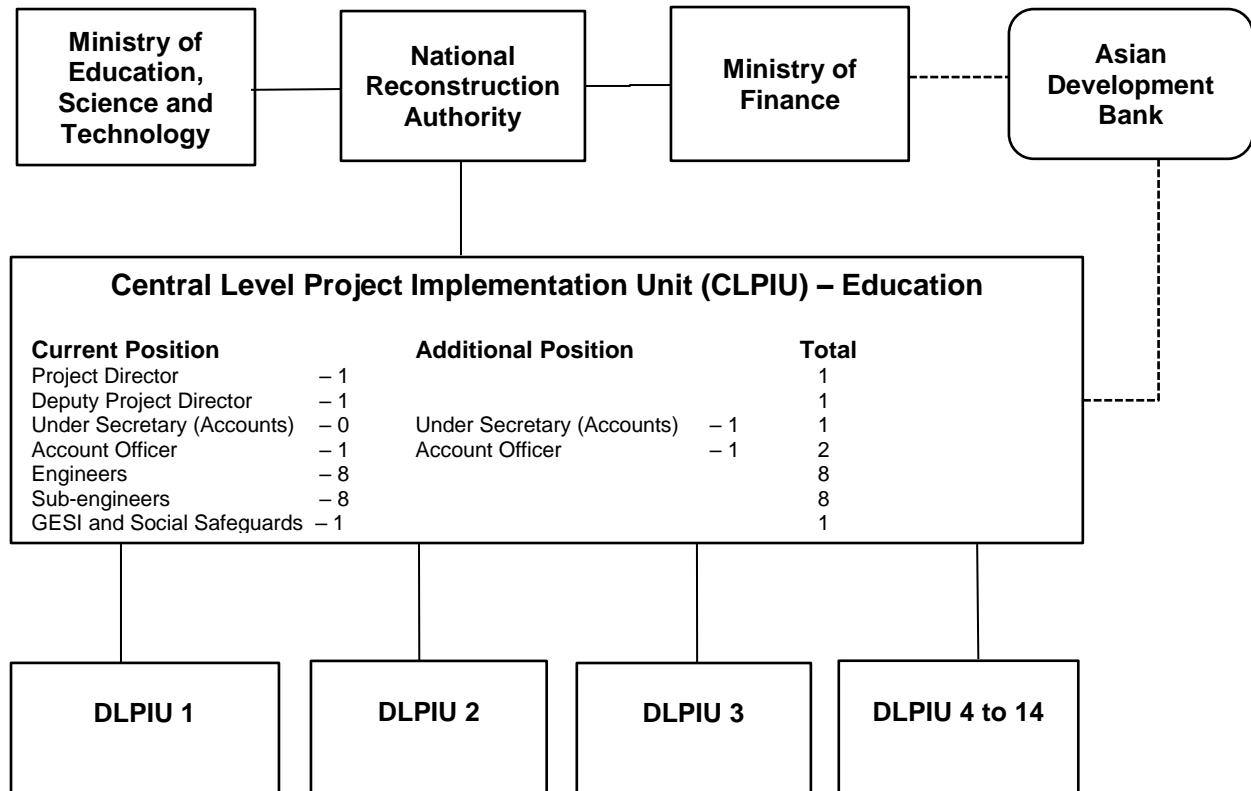 Ministry of
Education,
Science and
Technology
National
Reconstruction
Authority
Ministry of
Finance
Asian
Development
Bank
Central Level Project Implementation Unit (CLPIU) – Education
Current Position Additional Position Total
Project Director – 1 1
Deputy Project Director – 1 1
Under Secretary (Accounts) – 0 Under Secretary (Accounts) – 1 1
Account Officer – 1 Account Officer – 1 2
Engineers – 8 8
Sub-engineers – 8 8
GESI and Social Safeguards – 1 1
DLPIU 1
DLPIU 2
DLPIU 3
DLPIU 4 to 14